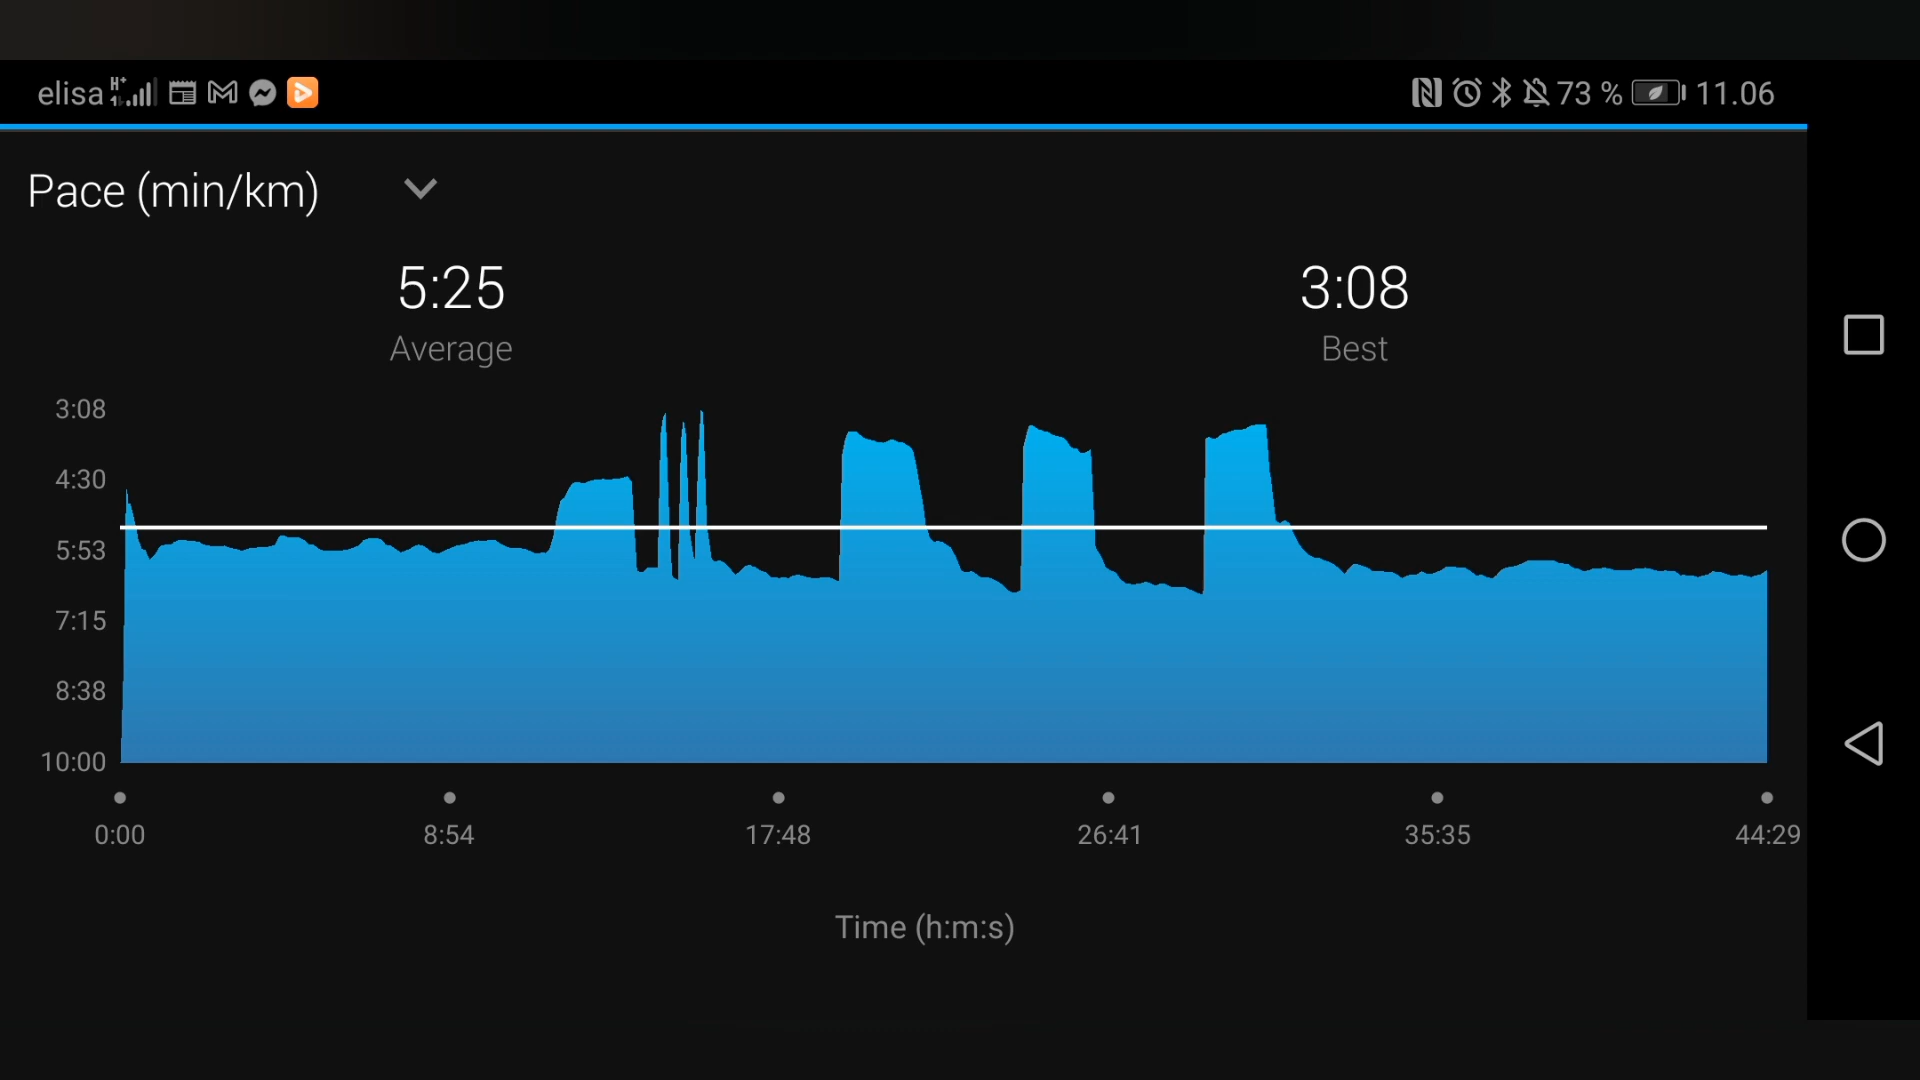 elisa H+ 73 % 11.06
Pace (min/km)
5:25 3:08
Average Best
3:08
4:30
5:53
7:15
8:38
10:00
0:00 8:54 17:48 26:41 35:35 44:29
Time (h:m:s)